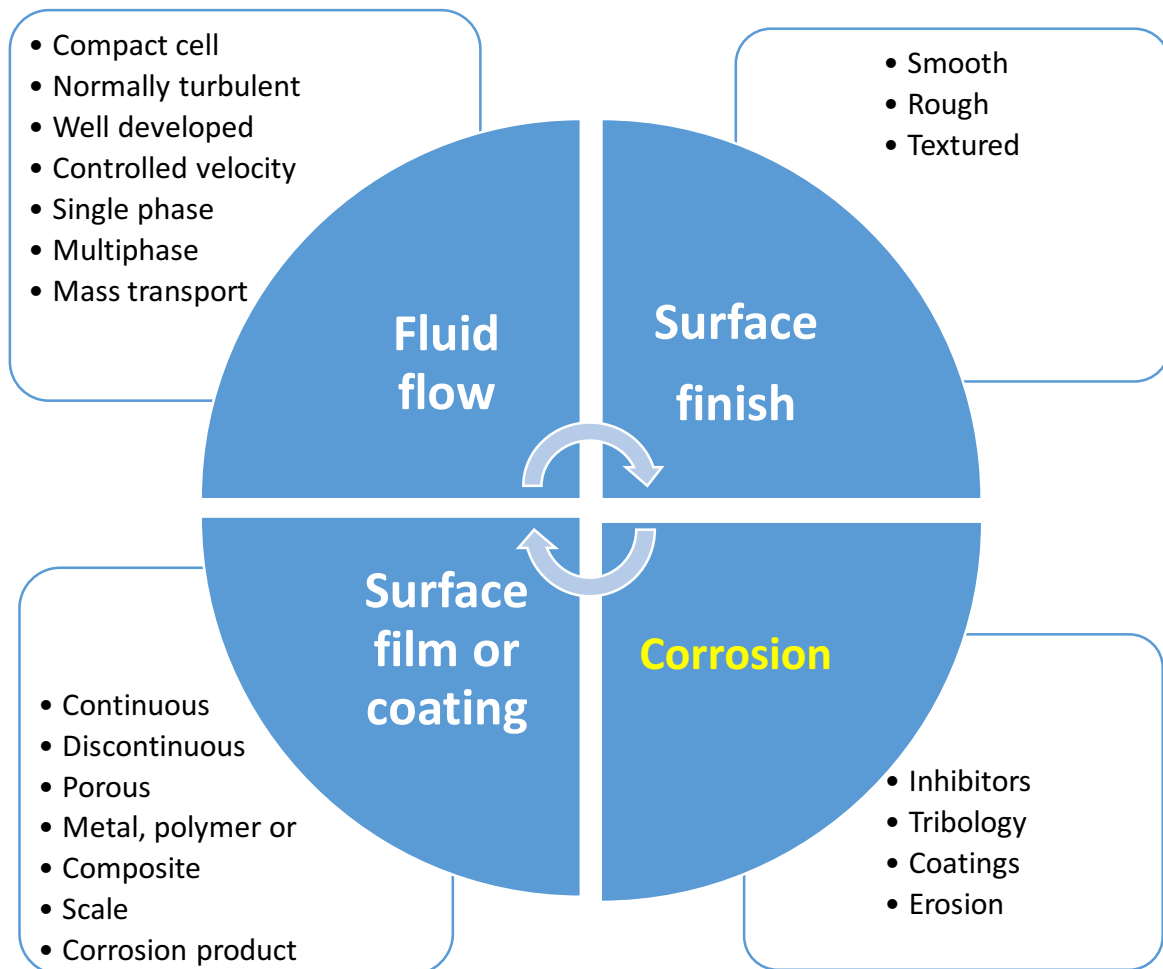 • Compact cell
• Normally turbulent
• Well developed
• Controlled velocity
• Single phase
• Multiphase
• Mass transport
• Smooth
• Rough
• Textured
Fluid
flow
Surface
finish
Surface
film or
coating
Corrosion
• Continuous
• Discontinuous
• Porous
• Metal, polymer or
• Composite
• Scale
• Corrosion product
• Inhibitors
• Tribology
• Coatings
• Erosion